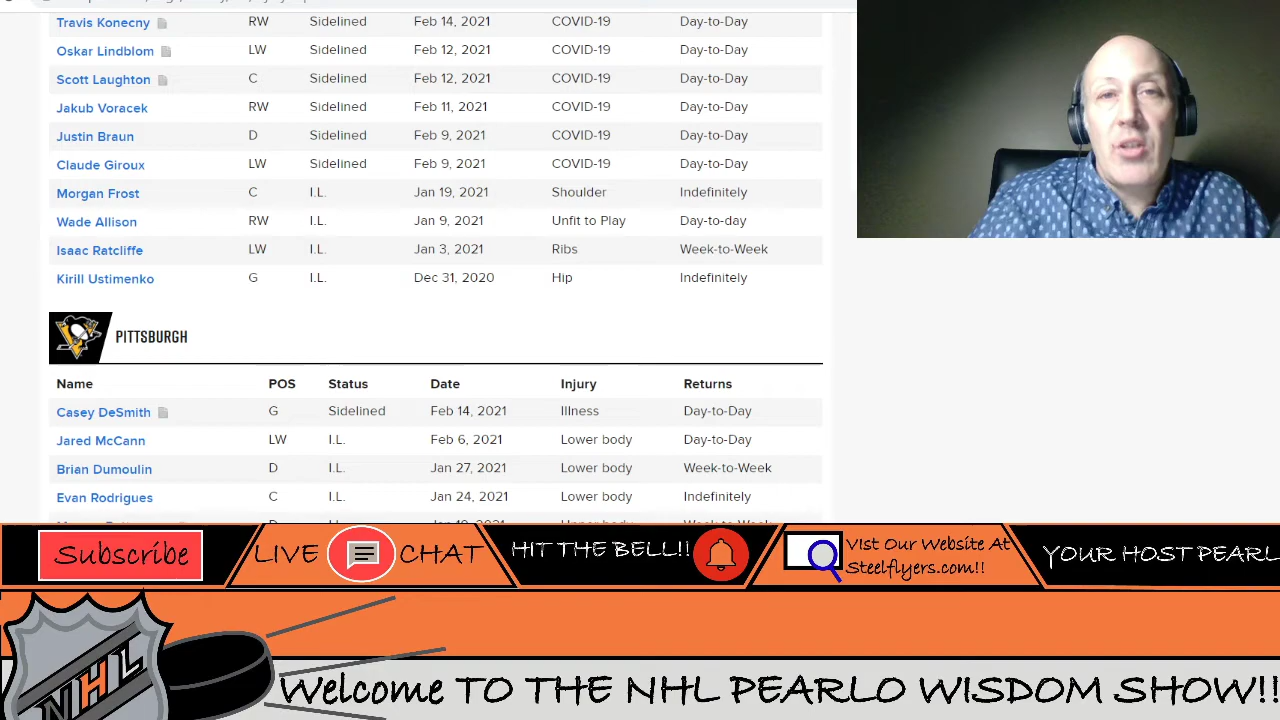 Travis Konecny RW Sidelined Feb 14, 2021 COVID-19 Day-to-Day
Oskar Lindblom LW Sidelined Feb 12, 2021 COVID-19 Day-to-Day
Scott Laughton C Sidelined Feb 12, 2021 COVID-19 Day-to-Day
Jakub Voracek RW Sidelined Feb 11, 2021 COVID-19 Day-to-Day
Justin Braun D Sidelined Feb 9, 2021 COVID-19 Day-to-Day
Claude Giroux LW Sidelined Feb 9, 2021 COVID-19 Day-to-Day
Morgan Frost C I.L. Jan 19, 2021 Shoulder Indefinitely
Wade Allison RW I.L. Jan 9, 2021 Unfit to Play Day-to-day
Isaac Ratcliffe LW I.L. Jan 3, 2021 Ribs Week-to-Week
Kirill Ustimenko G I.L. Dec 31, 2020 Hip Indefinitely
PITTSBURGH
Name POS Status Date Injury Returns
Casey DeSmith G Sidelined Feb 14, 2021 Illness Day-to-Day
Jared McCann LW I.L. Feb 6, 2021 Lower body Day-to-Day
Brian Dumoulin D I.L. Jan 27, 2021 Lower body Week-to-Week
Evan Rodrigues C I.L. Jan 24, 2021 Lower body Indefinitely
Subscribe LIVE CHAT HIT THE BELL!! VIst Our WebSite At YOUR HOST PEARL
Steelflyers.com!!
NHL
Welcome TO THE NHL PEARLO WISDOM SHOW!!